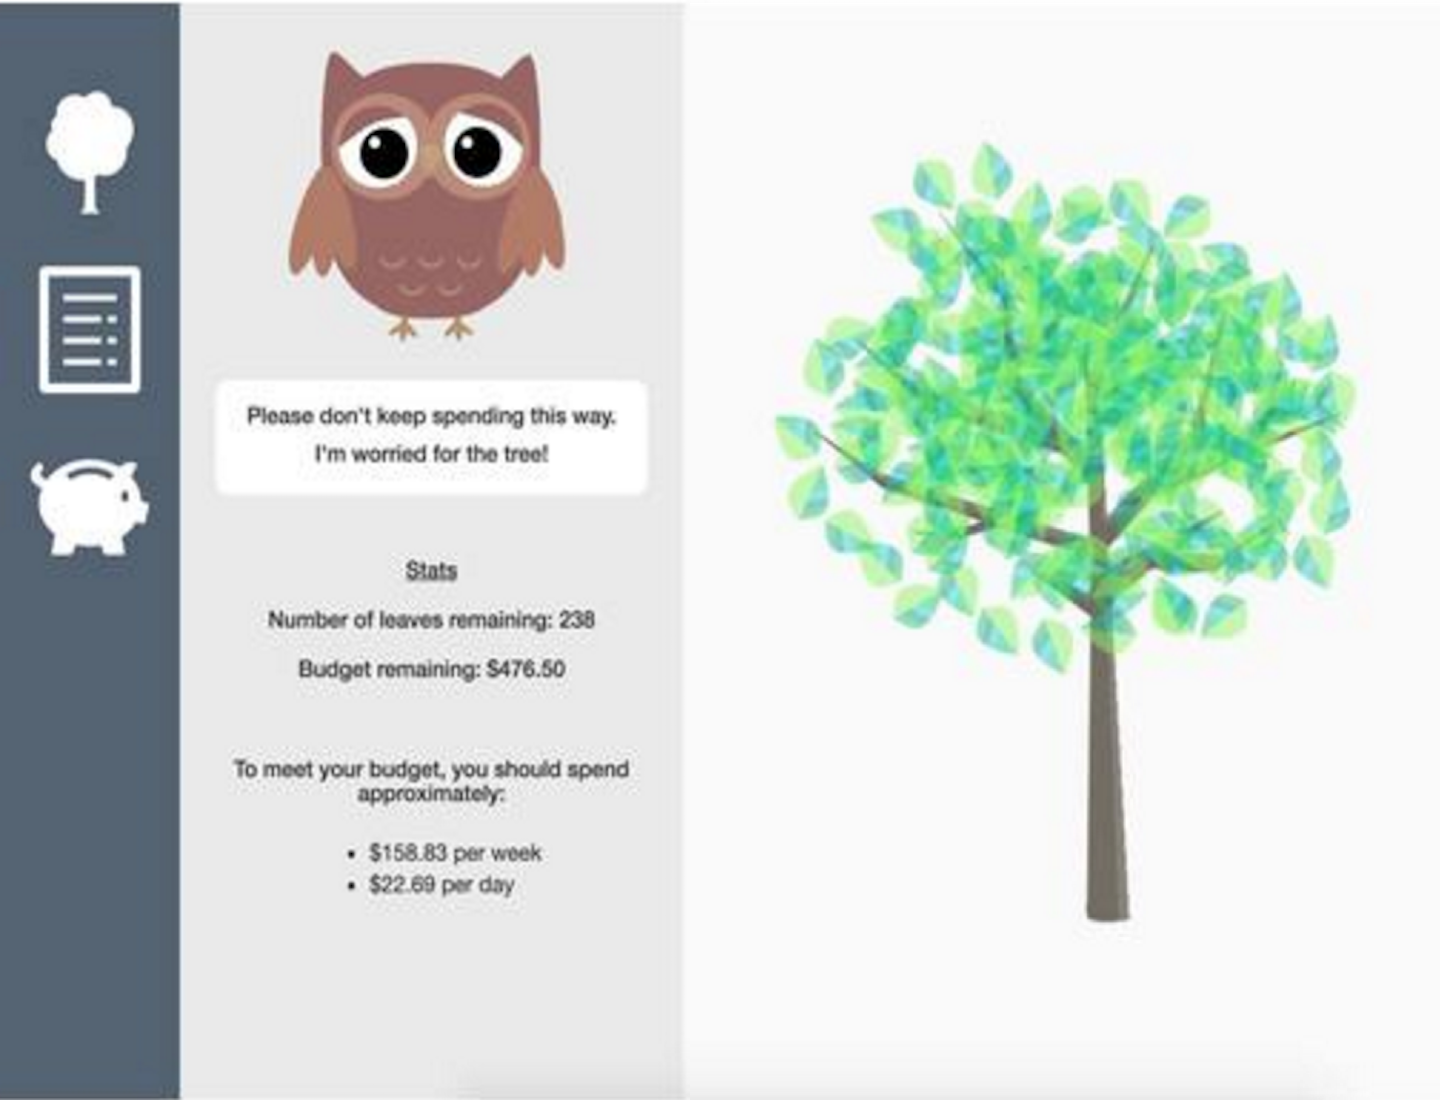 Please don't keep spending this way.
I'm worried for the tree!
Stats
Number of leaves remaining: 238
Budget remaining: $476.50
To meet your budget, you should spend
approximately:
• $158.83 per week
• $22.69 per day